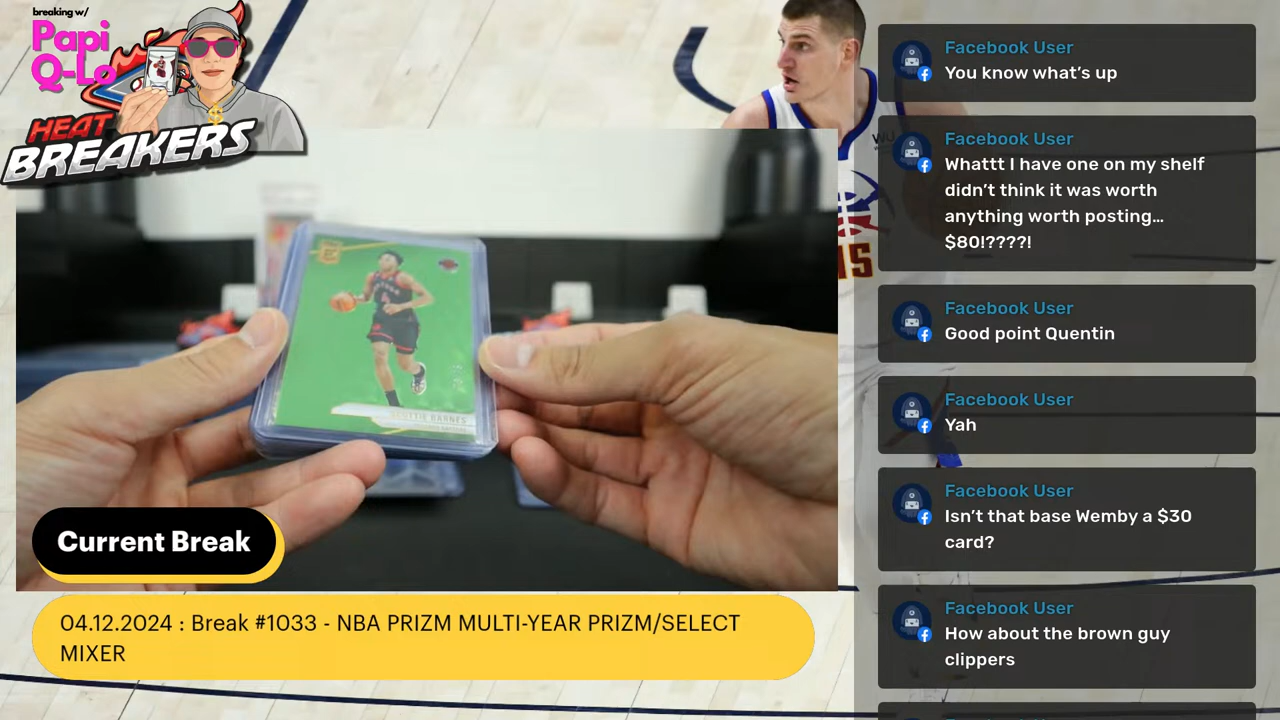 breaking w/
Papi
Q-Lo
HEAT
BREAKERS
SCOTTIE BARNES
Current Break
04.12.2024 : Break #1033 - NBA PRIZM MULTI-YEAR PRIZM/SELECT
MIXER
Facebook User
You know what’s up
Facebook User
Whattt I have one on my shelf
didn’t think it was worth
anything worth posting...
$80!????!
Facebook User
Good point Quentin
Facebook User
Yah
Facebook User
Isn’t that base Wemby a $30
card?
Facebook User
How about the brown guy
clippers